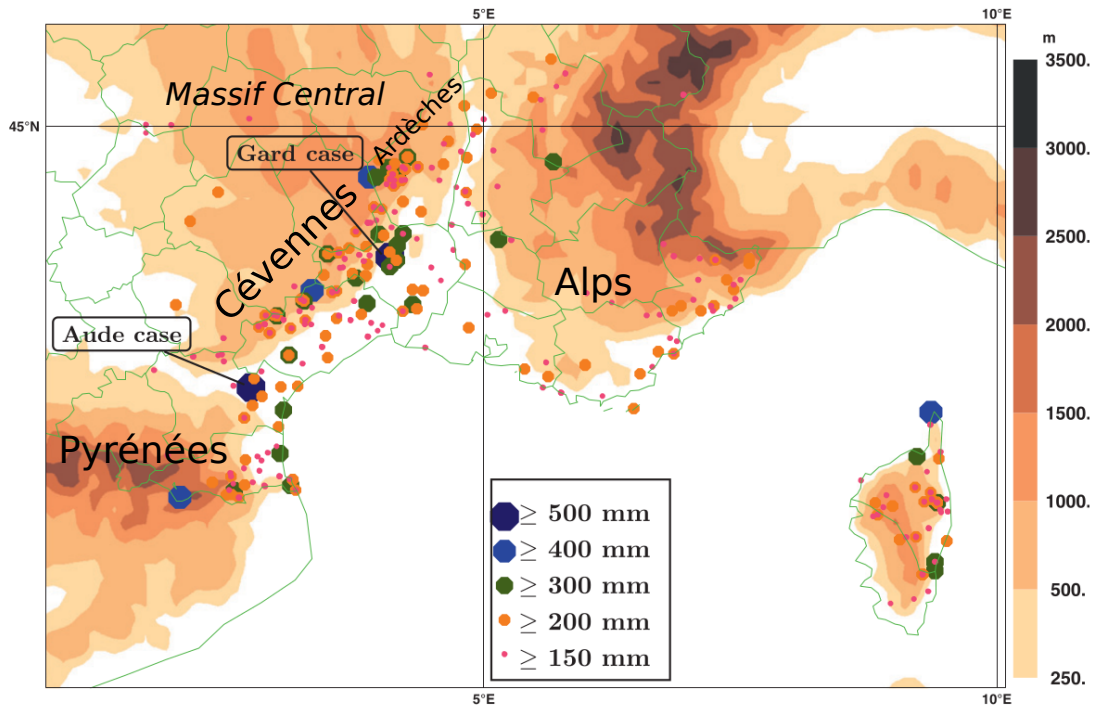 5°E
10°E
m
3500.
Massif Central
Ardèches
45°N
Gard case
3000.
Cévennes
2500.
Alps
Aude case
2000.
1500.
Pyrénées
1000.
≥ 500 mm
≥ 400 mm
≥ 300 mm
500.
≥ 200 mm
≥ 150 mm
250.
5°E
10°E